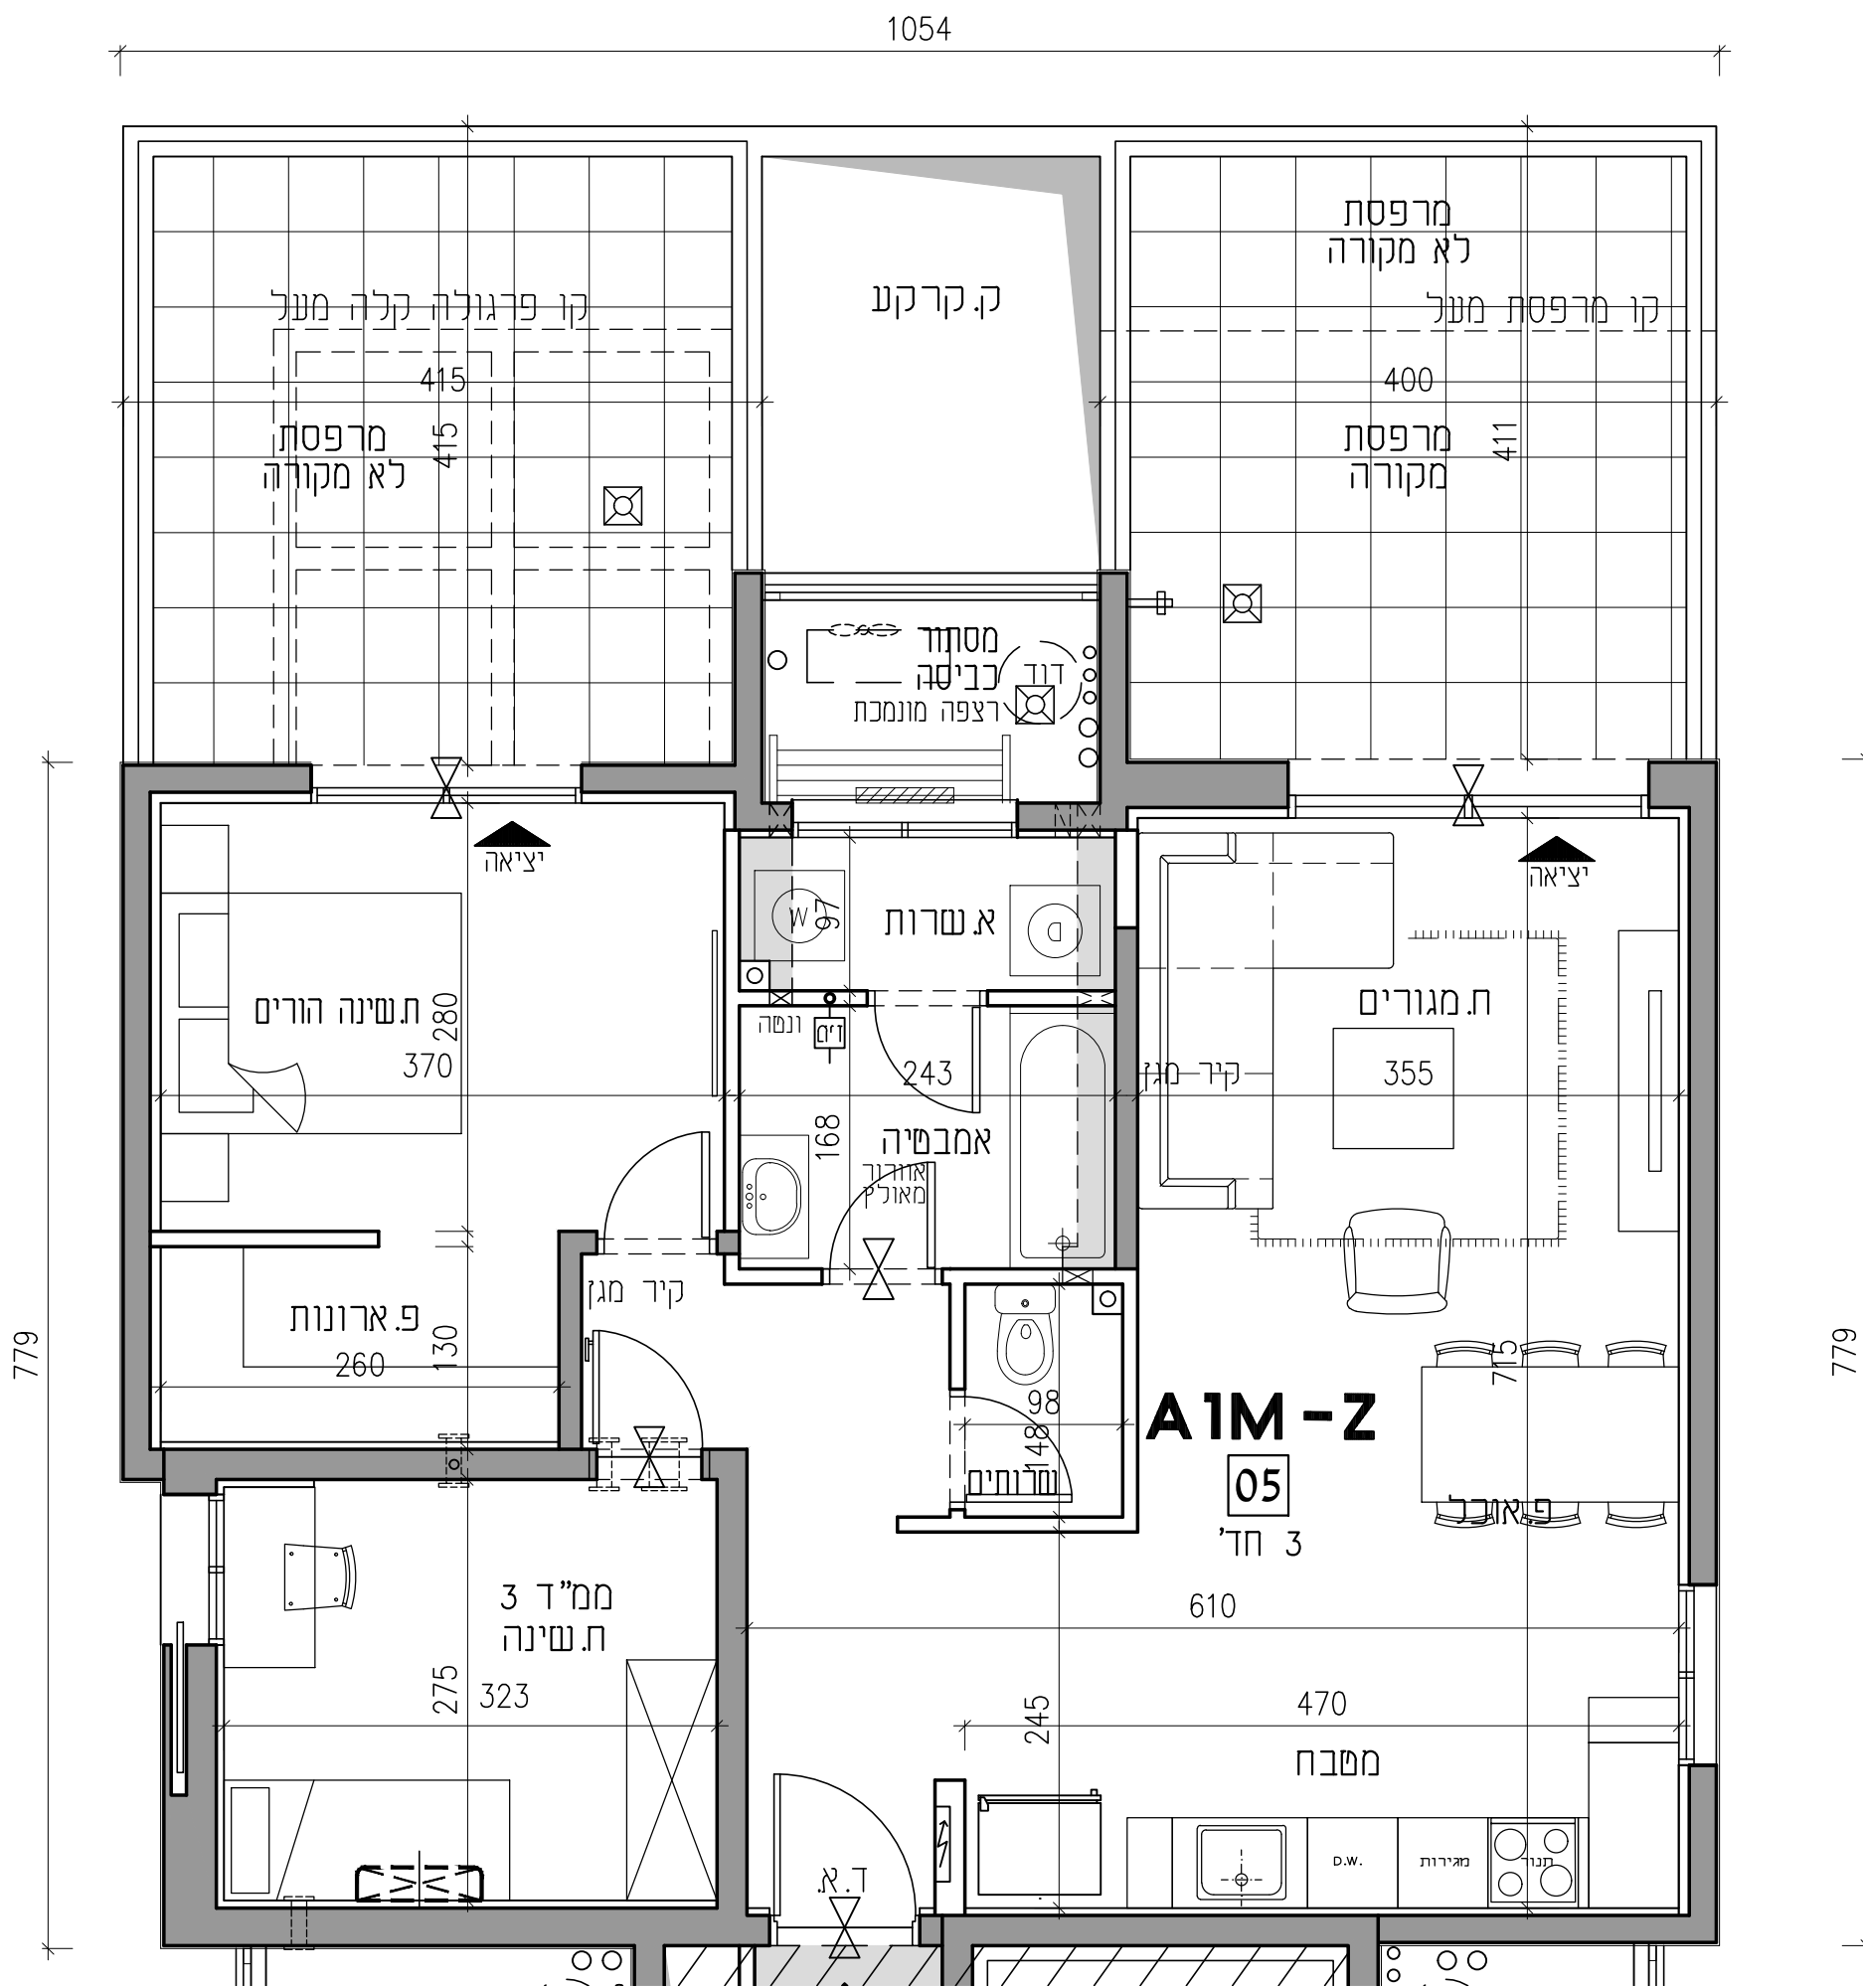 1054
מרפסת
לא מקורה
קו פרגולה קלה מעל
ק.קרקע
קו מרפסת מעל
415
400
מרפסת
לא מקורה
415
מרפסת
מקורה
411
מסתור
כביסה
דוד
רצפה מונמכת
יציאה
יציאה
W
97
א.שרות
D
ח.שינה הורים
280
370
ונטה
243
ח.מגורים
קיר מגן
355
168
אמבטיה
אוורור
מאולץ
קיר מגן
פ.ארונות
130
260
779
779
715
98
148
שרותים
A1M-Z
05
3 חד'
פ.אוכל
ממ"ד 3
ח.שינה
610
275
323
245
470
מטבח
ד.א.
D.W.
מגירות
תנור